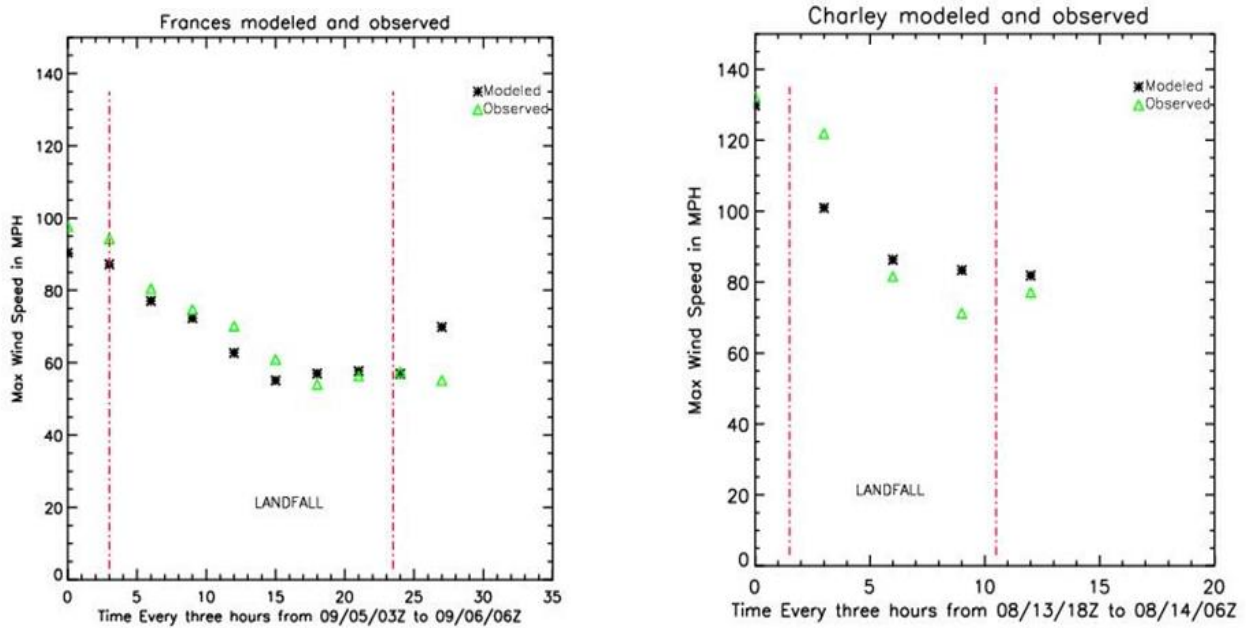 Frances modeled and observed
Max Wind Speed in MPH
140
120
100
80
60
40
20
0
Modeled
Observed
LANDFALL
0 5 10 15 20 25 30 35
Time Every three hours from 09/05/03Z to 09/06/06Z
Charley modeled and observed
Max Wind Speed in MPH
140
120
100
80
60
40
20
0
Modeled
Observed
LANDFALL
0 5 10 15 20
Time Every three hours from 08/13/18Z to 08/14/06Z